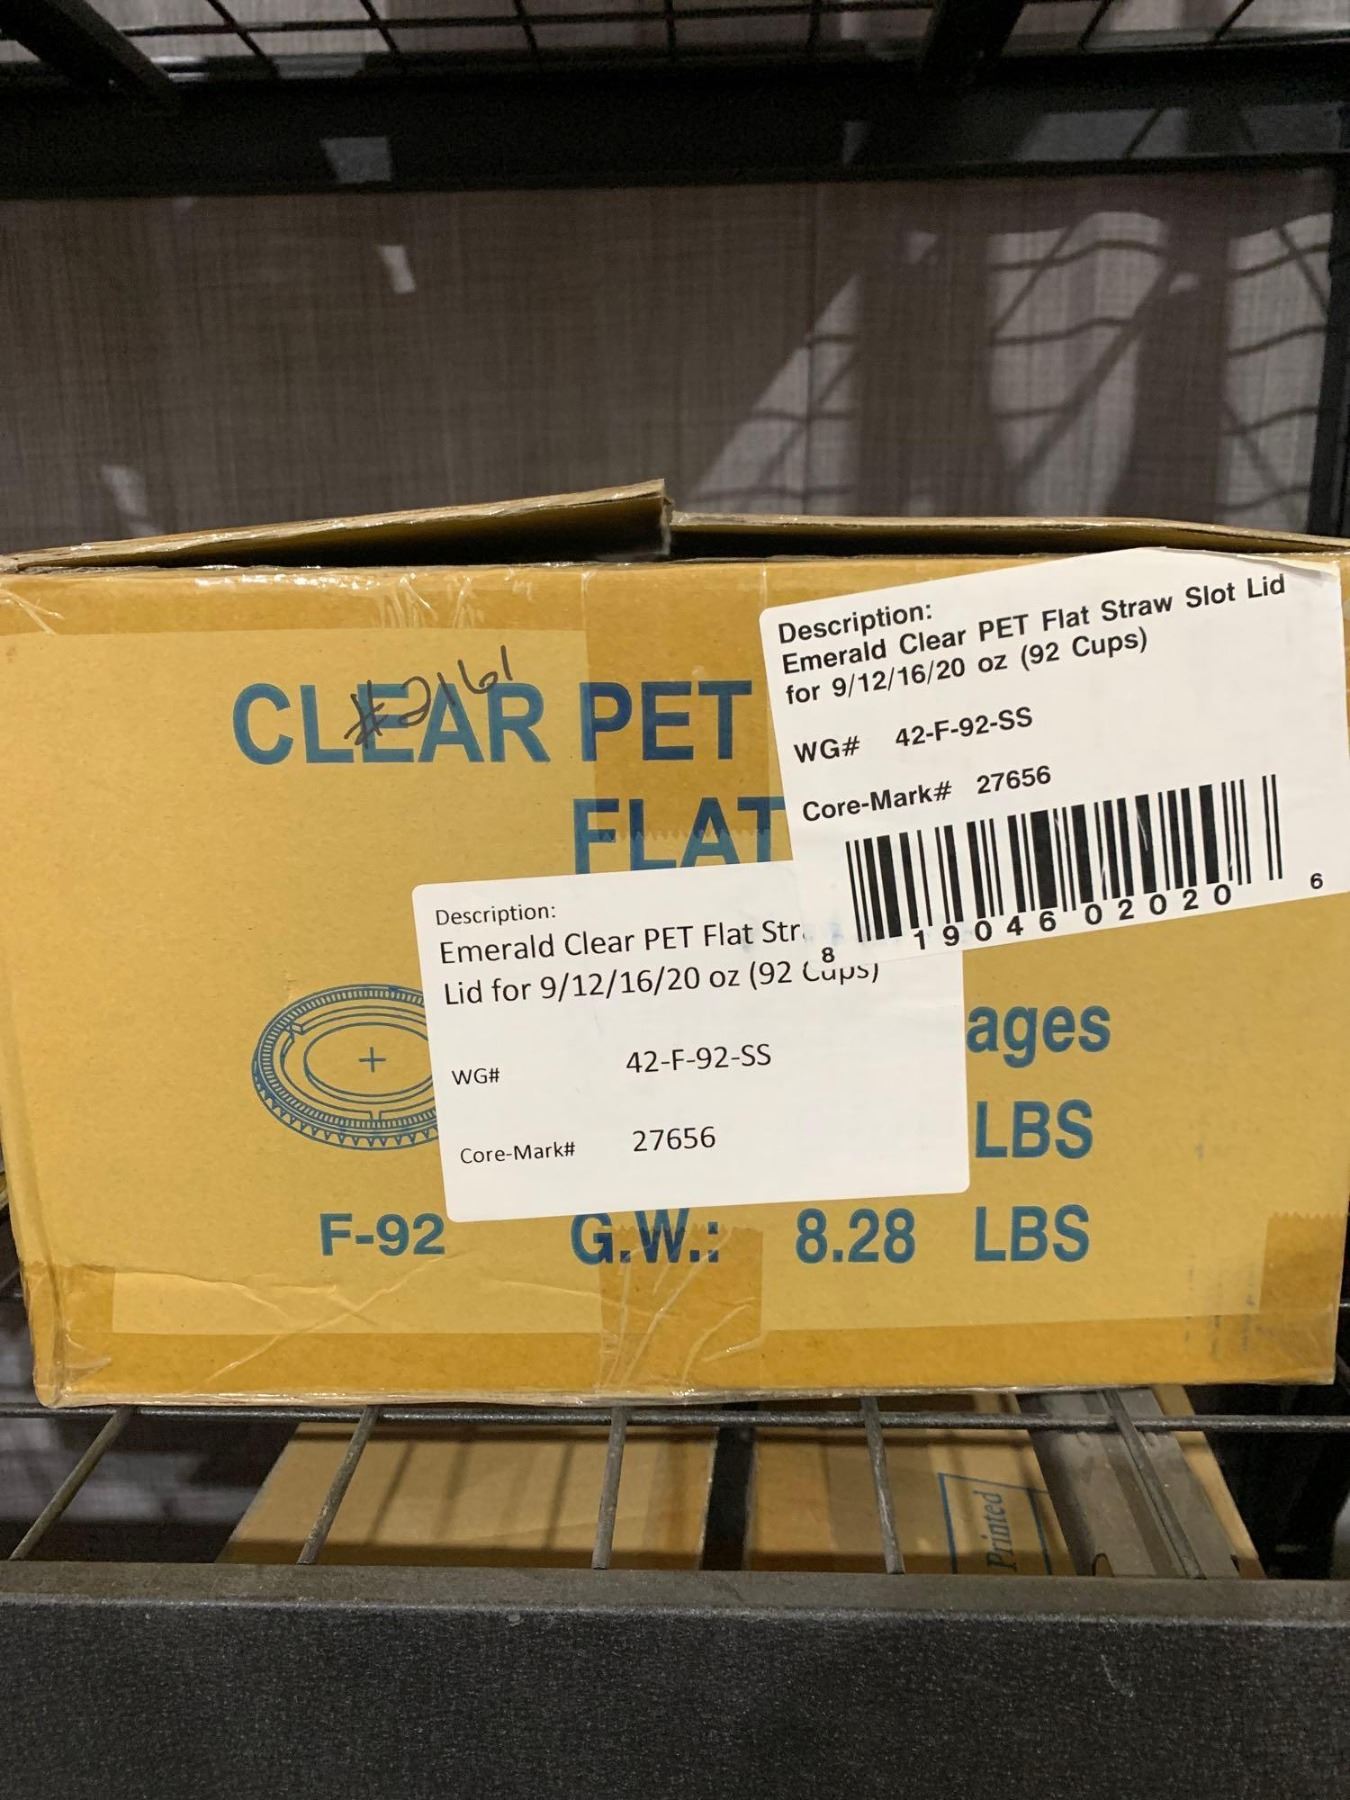 #2161
CLEAR PET
FLAT
Description:
Emerald Clear PET Flat Straw Slot Lid
for 9/12/16/20 oz (92 Cups)
WG# 42-F-92-SS
Core-Mark# 27656
8 19046 02020 6
Description:
Emerald Clear PET Flat
Lid for 9/12/16/20 oz (92 Cups)
WG# 42-F-92-SS
Core-Mark# 27656
ages
LBS
F-92 G.W.: 8.28 LBS
Printed